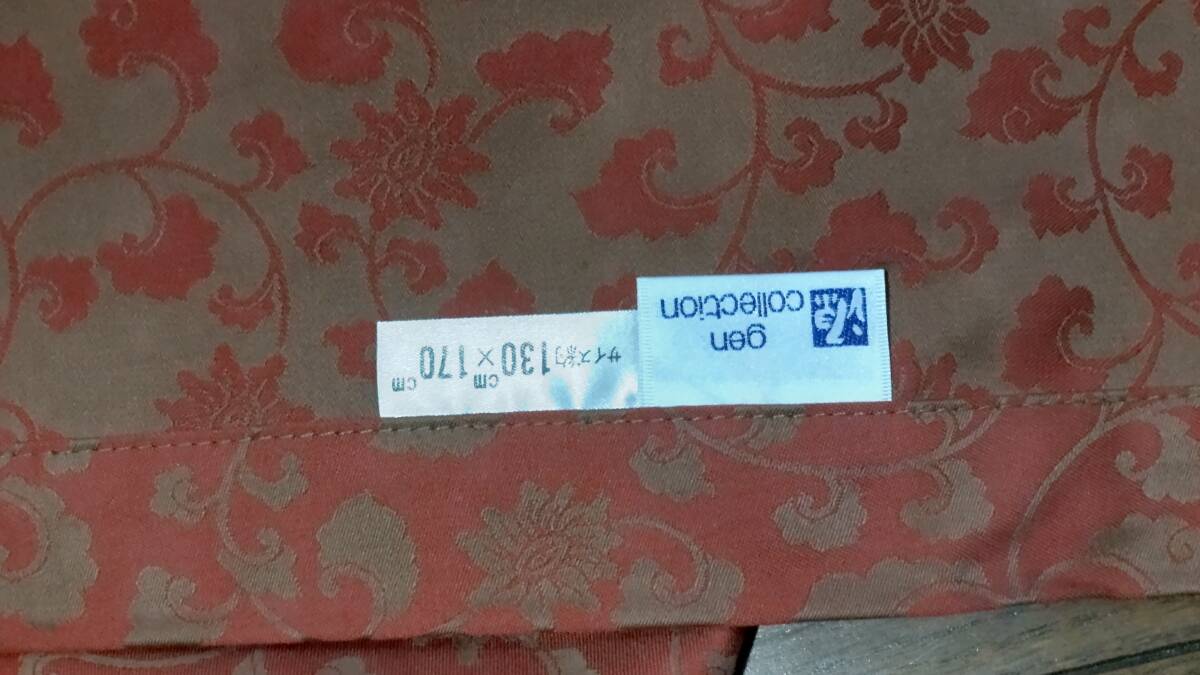 gen
collection
サイズ約130cm×170cm